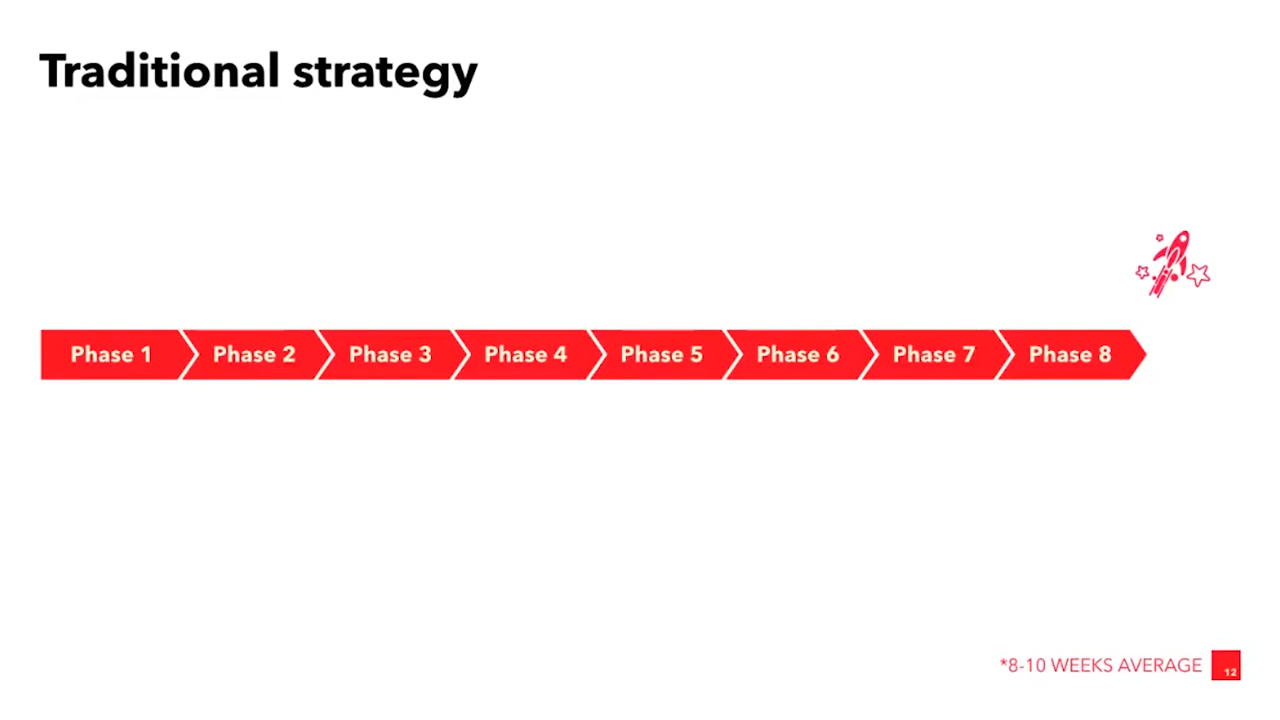 Traditional strategy
Phase 1 Phase 2 Phase 3 Phase 4 Phase 5 Phase 6 Phase 7 Phase 8
*8-10 WEEKS AVERAGE 12